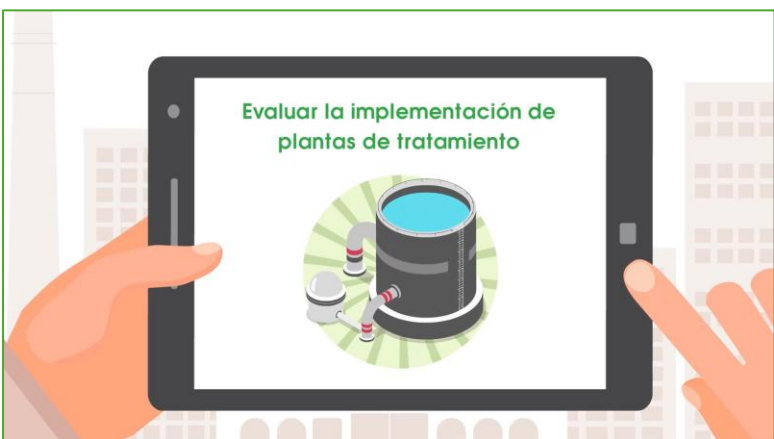 Evaluar la implementación de
plantas de tratamiento